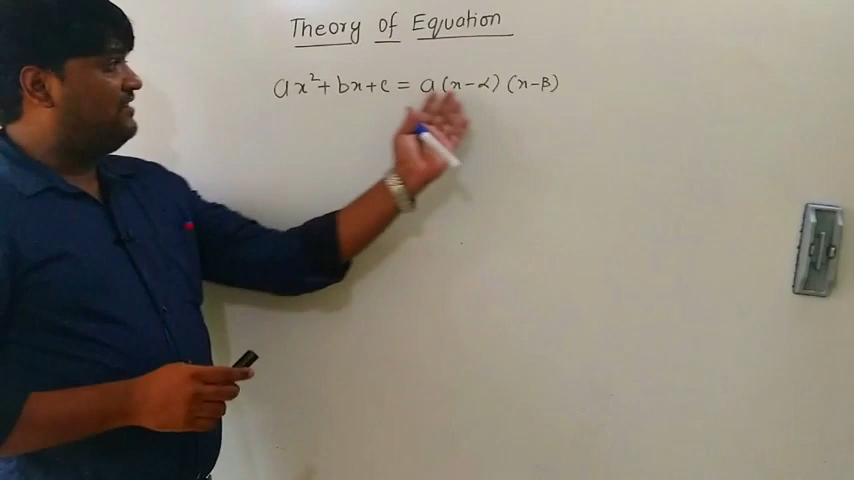 Theory of Equation
ax²+bx+c = a(x-α)(x-β)